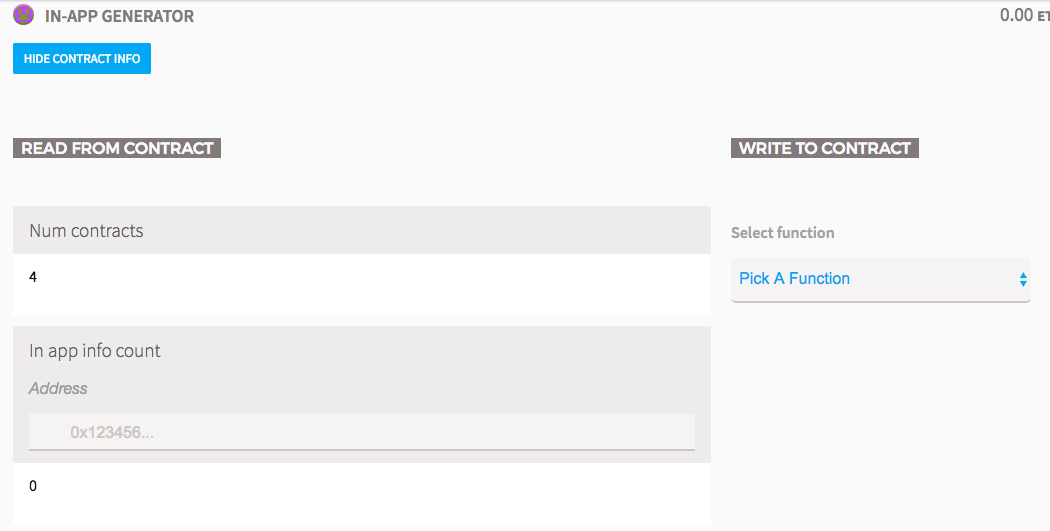 IN-APP GENERATOR
0.00 ET
HIDE CONTRACT INFO
READ FROM CONTRACT
WRITE TO CONTRACT
Num contracts
4
Select function
Pick A Function
In app info count
Address
0x123456...
0